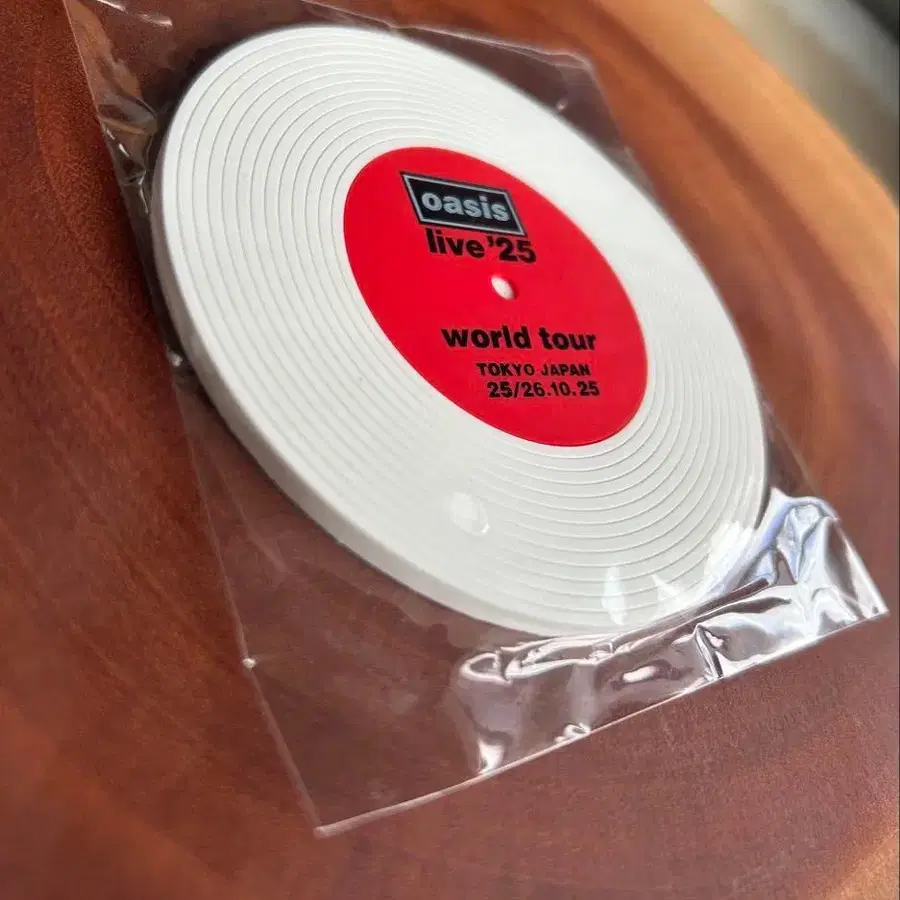 oasis
live '25
world tour
TOKYO JAPAN
25/26.10.25